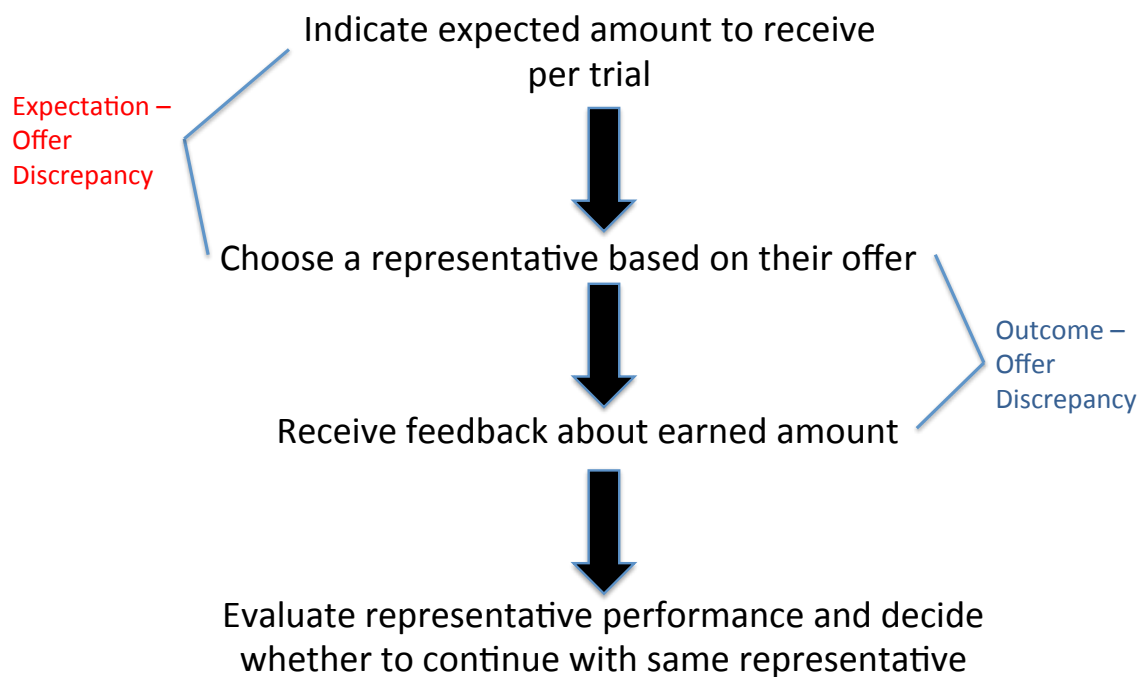 Indicate expected amount to receive
per trial
Expectation –
Offer
Discrepancy
Choose a representative based on their offer
Outcome –
Offer
Discrepancy
Receive feedback about earned amount
Evaluate representative performance and decide
whether to continue with same representative